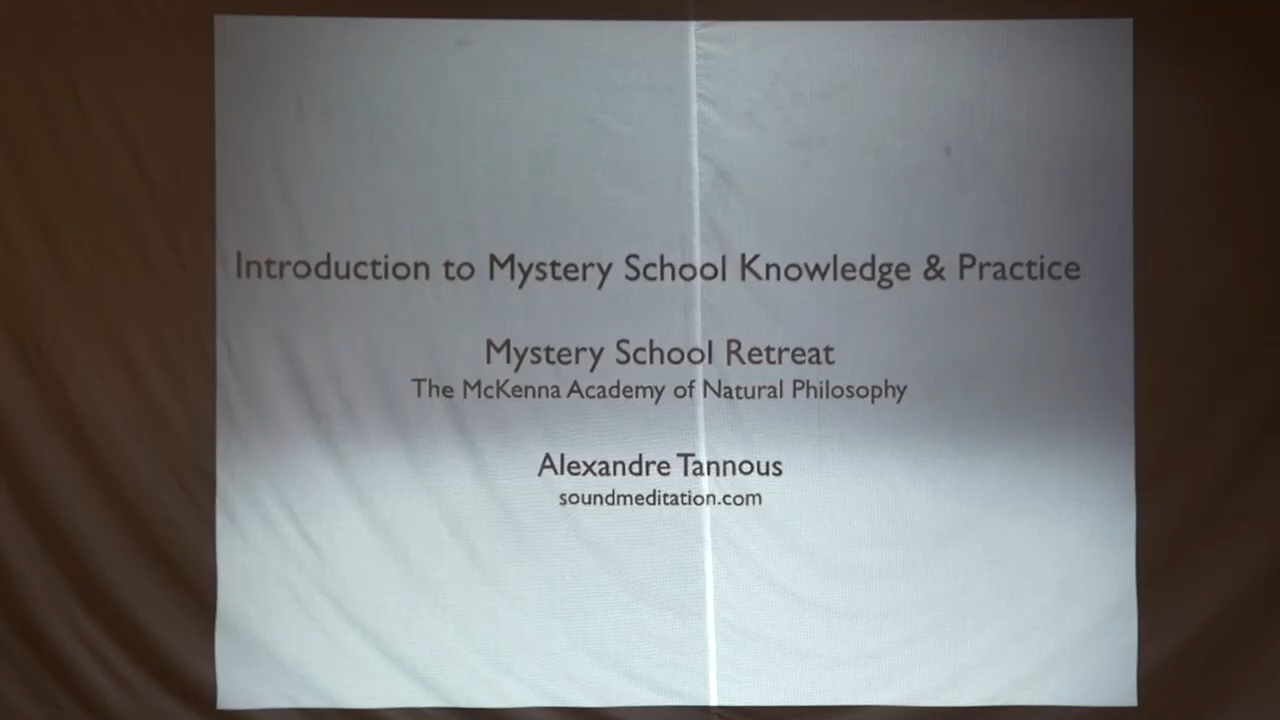 Introduction to Mystery School Knowledge & Practice
Mystery School Retreat
The McKenna Academy of Natural Philosophy
Alexandre Tannous
soundmeditation.com